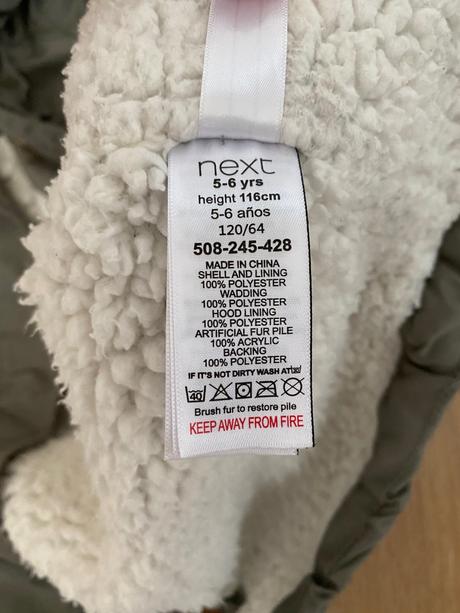 next
5-6 yrs
height 116cm
5-6 años
120/64
508-245-428
MADE IN CHINA
SHELL AND LINING
100% POLYESTER
WADDING
100% POLYESTER
HOOD LINING
100% POLYESTER
ARTIFICIAL FUR PILE
100% ACRYLIC
BACKING
100% POLYESTER
IF IT'S NOT DIRTY WASH AT
40
Brush fur to restore pile
KEEP AWAY FROM FIRE